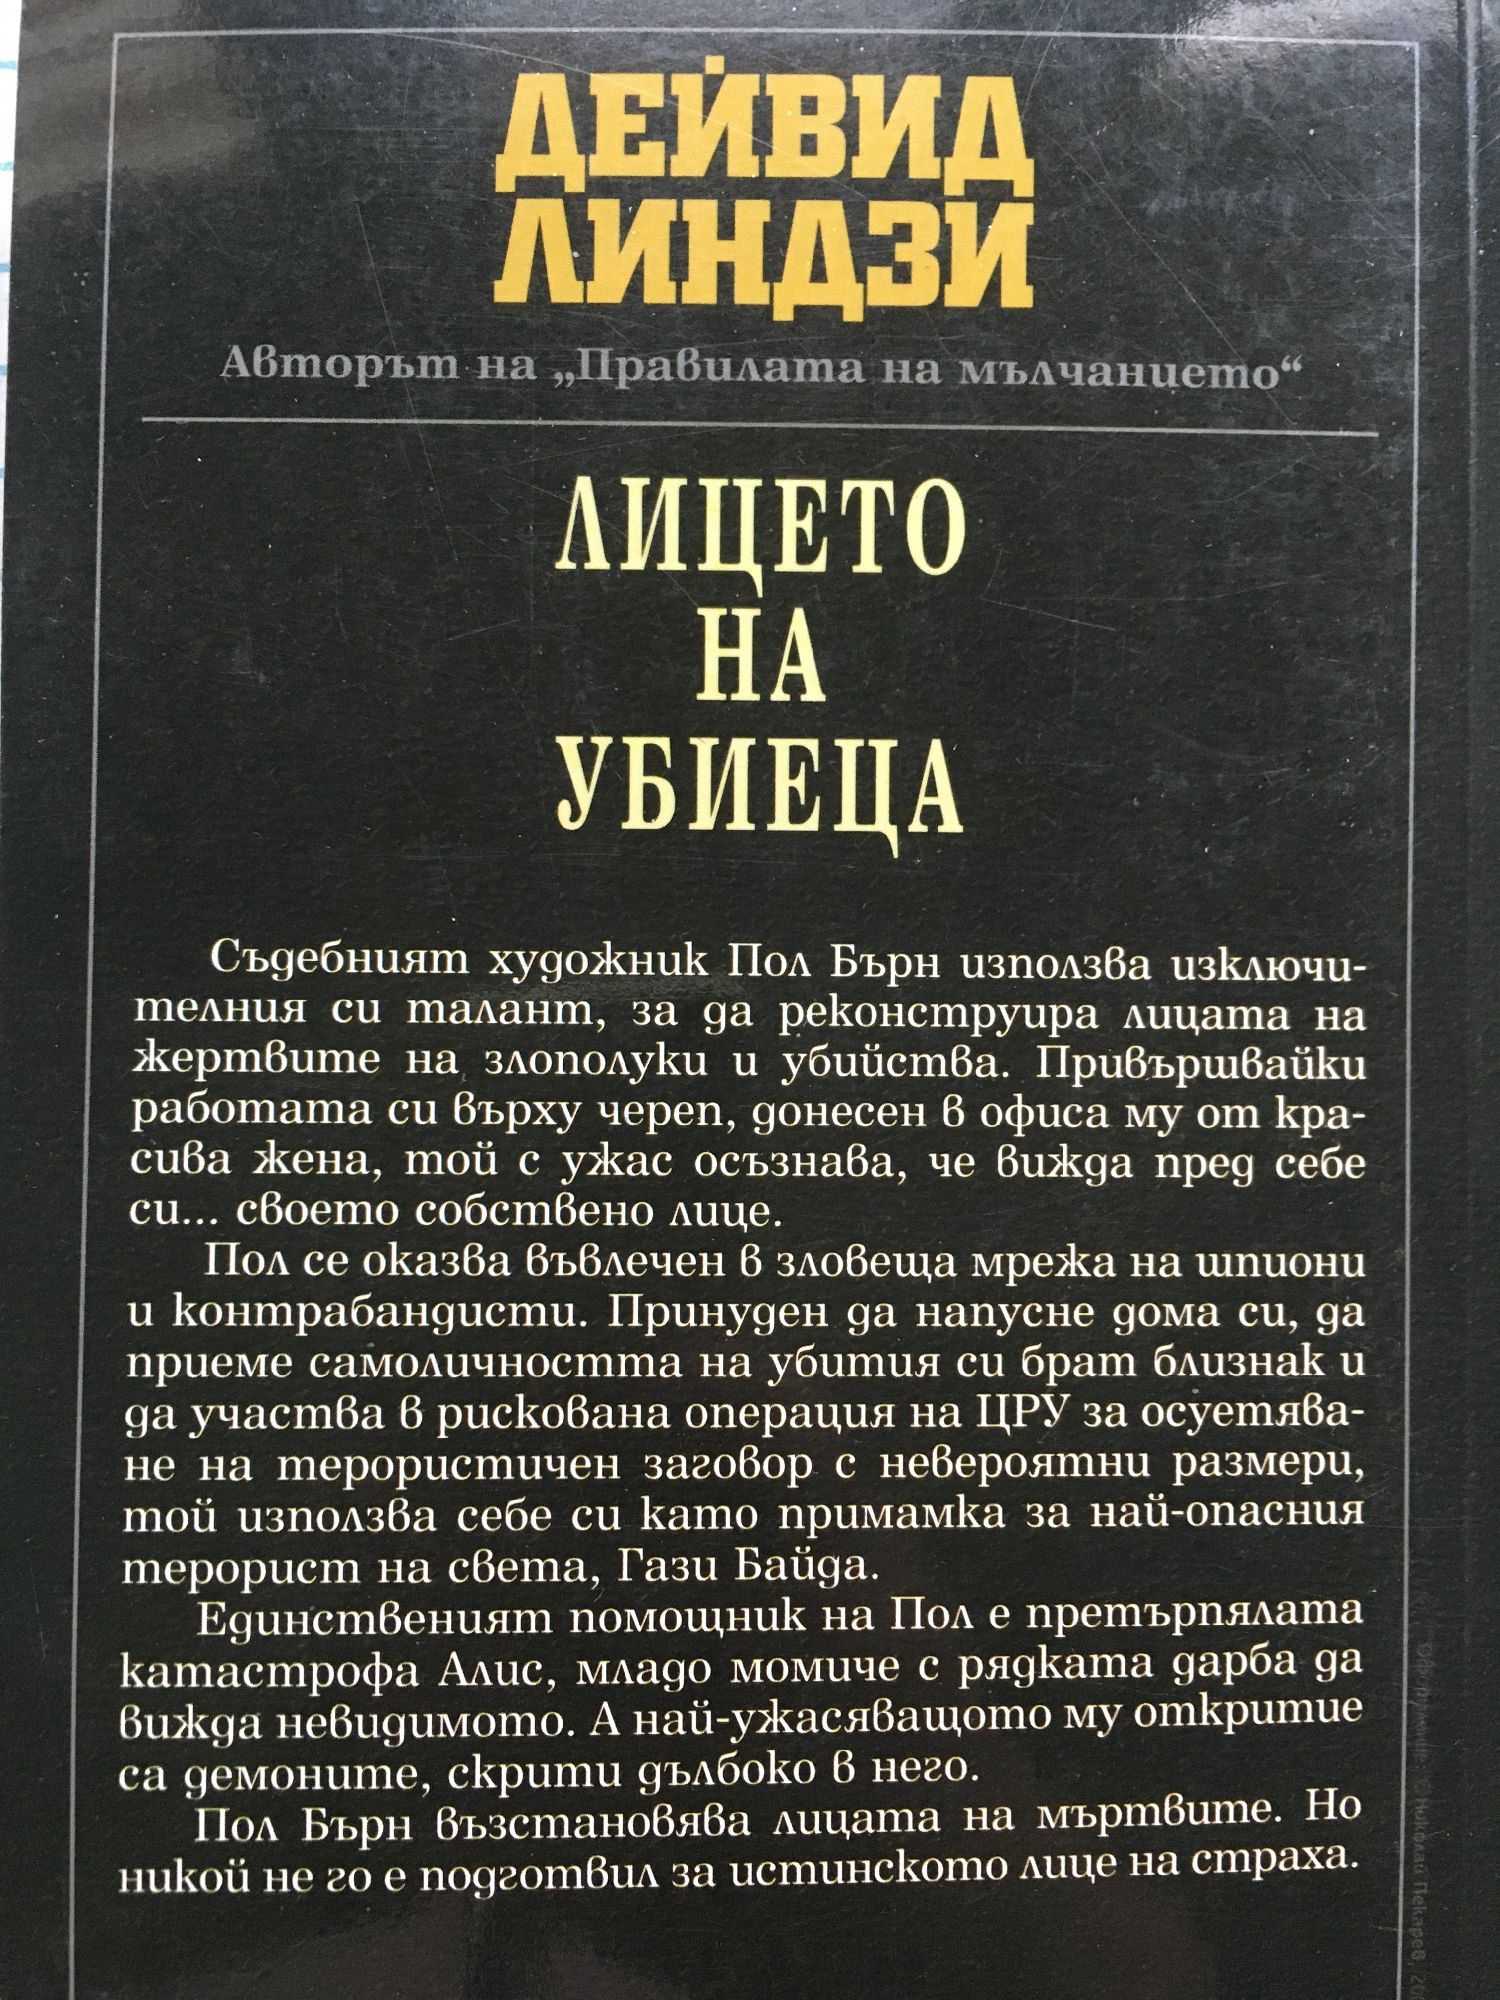 ДЕЙВИД
ЛИНДЗИ
Авторът на „Правилата на мълчанието“
ЛИЦЕТО
НА
УБИЕЦА
Съдебният художник Пол Бърн използва изключи-
телния си талант, за да реконструира лицата на
жертвите на злополуки и убийства. Привършвайки
работата си върху череп, донесен в офиса му от кра-
сива жена, той с ужас осъзнава, че вижда пред себе
си... своето собствено лице.
Пол се оказва въвлечен в зловеща мрежа на шпиони
и контрабандисти. Принуден да напусне дома си, да
приеме самоличността на убития си брат близнак и
да участва в рискована операция на ЦРУ за осуетява-
не на терористичен заговор с невероятни размери,
той използва себе си като примамка за най-опасния
терорист на света, Гази Байда.
Единственият помощник на Пол е претърпялата
катастрофа Алис, младо момиче с рядката дарба да
вижда невидимото. А най-ужасяващото му откритие
са демоните, скрити дълбоко в него.
Пол Бърн възстановява лицата на мъртвите. Но
никой не го е подготвил за истинското лице на страха.
Николай Пекарев,